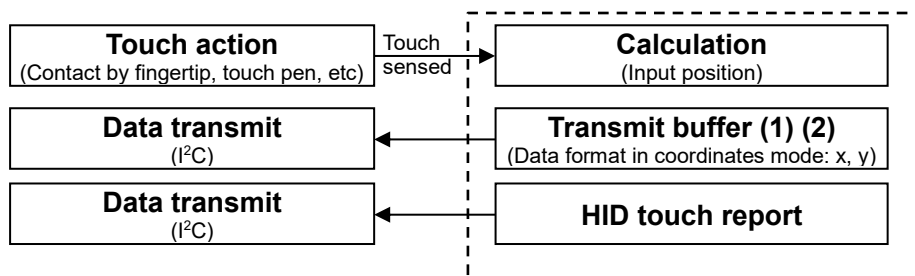 Touch action
(Contact by fingertip, touch pen, etc)
Touch
sensed
Calculation
(Input position)
Data transmit
(I²C)
Transmit buffer (1) (2)
(Data format in coordinates mode: x, y)
Data transmit
(I²C)
HID touch report